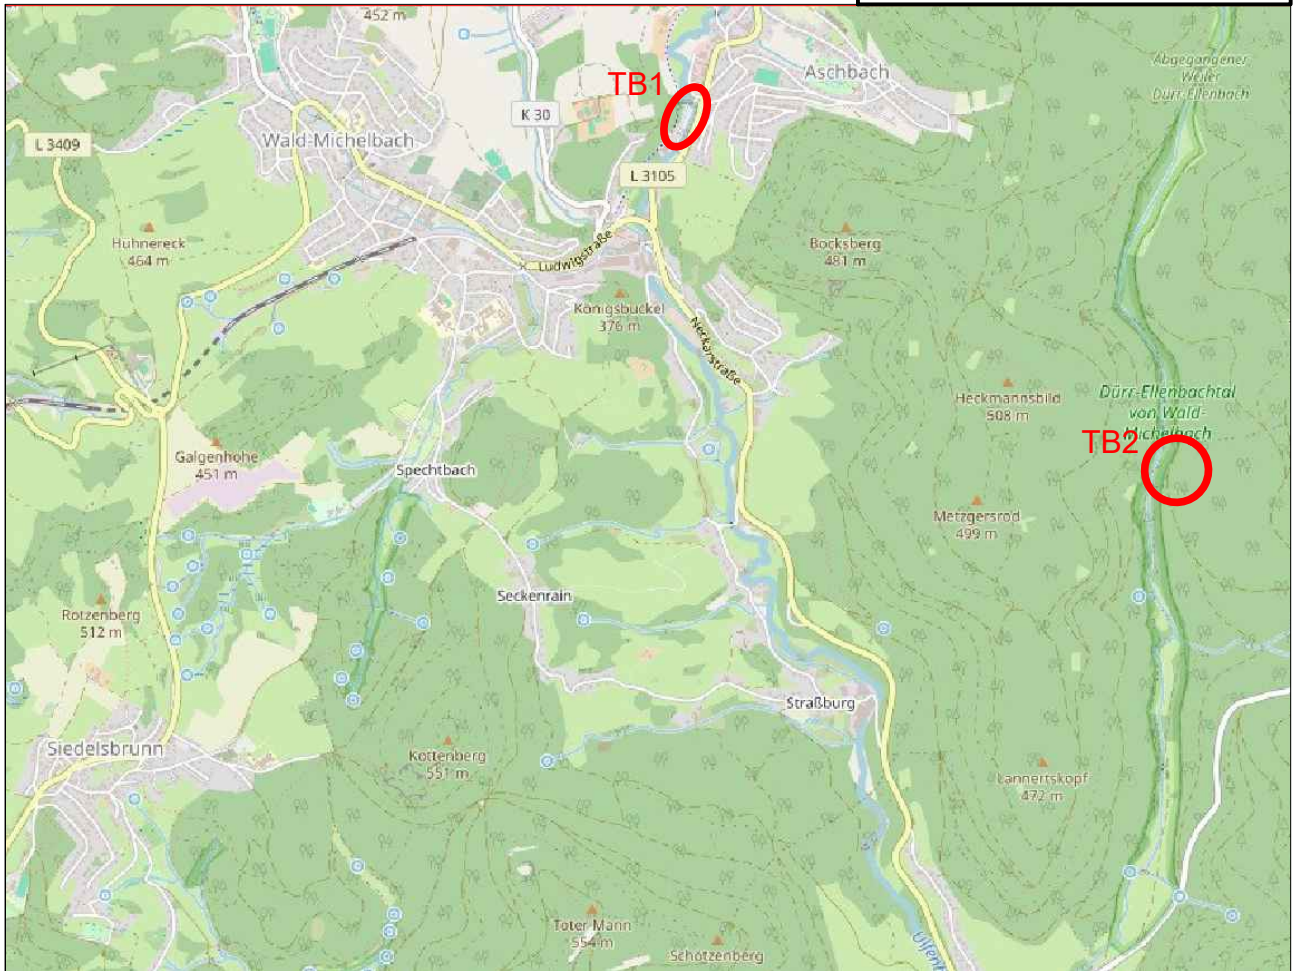 452 m
TB1
Aschbach
Abgegangener
Weiler
Dürr-Ellenbach
K 30
L 3409
Wald-Michelbach
L 3105
Hühnereck
464 m
Bocksberg
481 m
Ludwigstraße
Königsbuckel
376 m
Neckarstraße
Heckmannsbild
508 m
Dürr-Ellenbachtal
von Wald-
Michelbach
TB2
Galgenhöhe
451 m
Spechtbach
Metzgersrod
499 m
Seckenrain
Rotzenberg
512 m
Straßburg
Siedelsbrunn
Kottenberg
551 m
Lannertskopf
472 m
Toter Mann
554 m
Schotzenberg